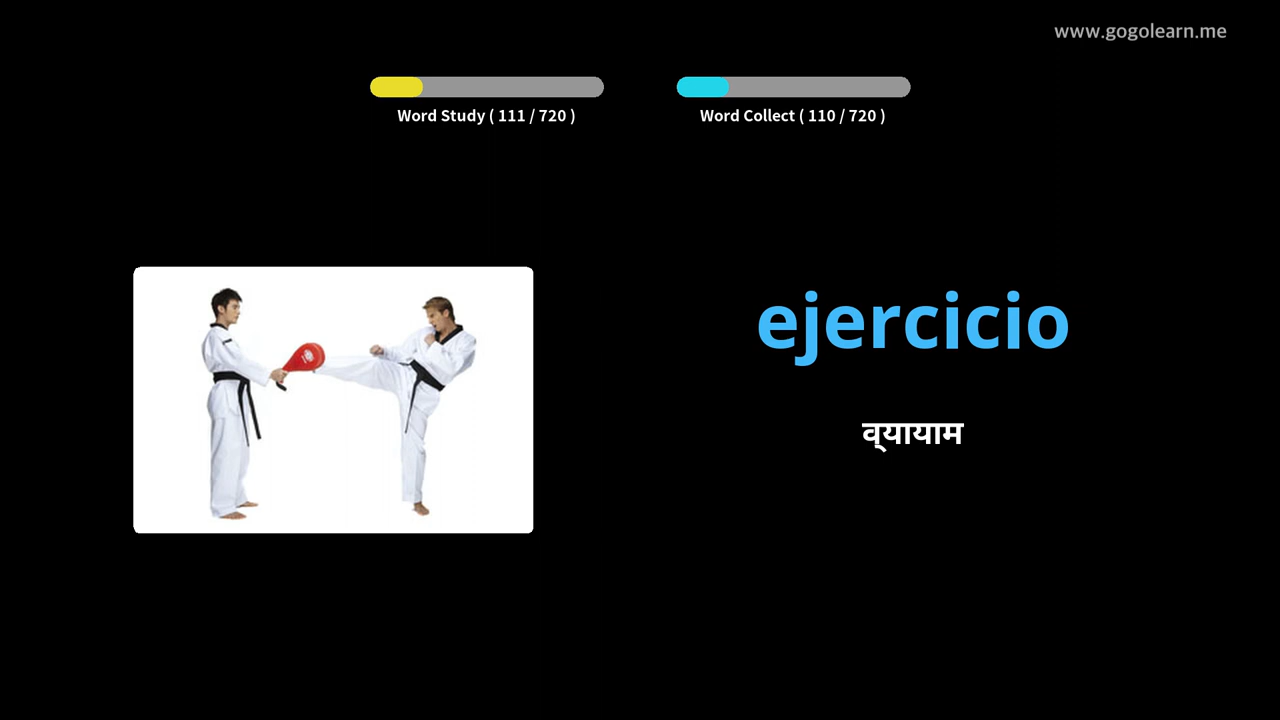 www.gogolearn.me
Word Study ( 111 / 720 )
Word Collect ( 110 / 720 )
ejercicio
व्यायाम